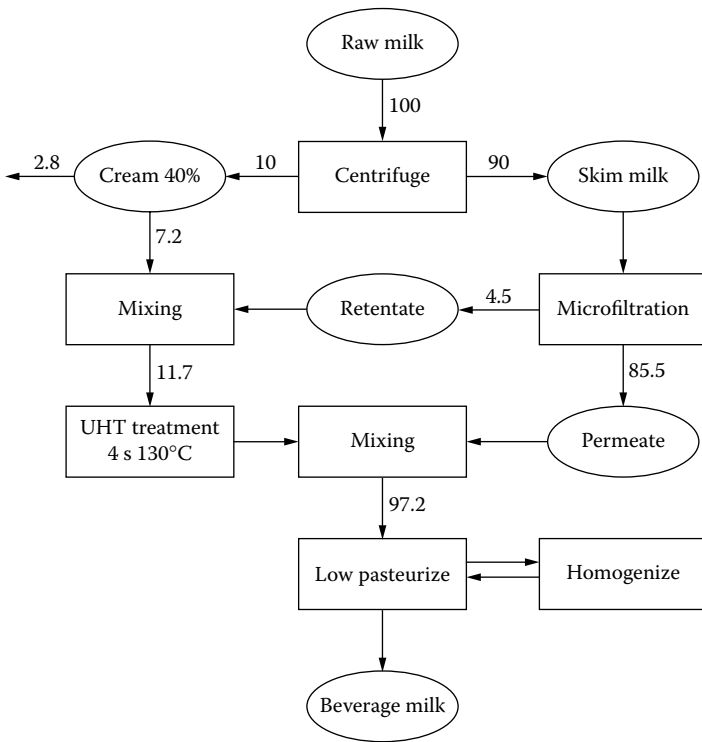 Raw milk
100
2.8
Cream 40%
10
Centrifuge
90
Skim milk
7.2
Mixing
Retentate
4.5
Microfiltration
11.7
85.5
UHT treatment
4 s 130°C
Mixing
Permeate
97.2
Low pasteurize
Homogenize
Beverage milk